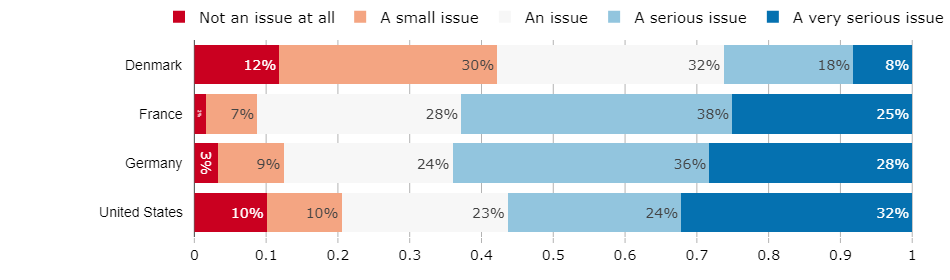 Not an issue at all A small issue An issue A serious issue A very serious issue
Denmark 12% 30% 32% 18% 8%
France 7% 28% 38% 25%
Germany 3% 9% 24% 36% 28%
United States 10% 10% 23% 24% 32%
0 0.1 0.2 0.3 0.4 0.5 0.6 0.7 0.8 0.9 1